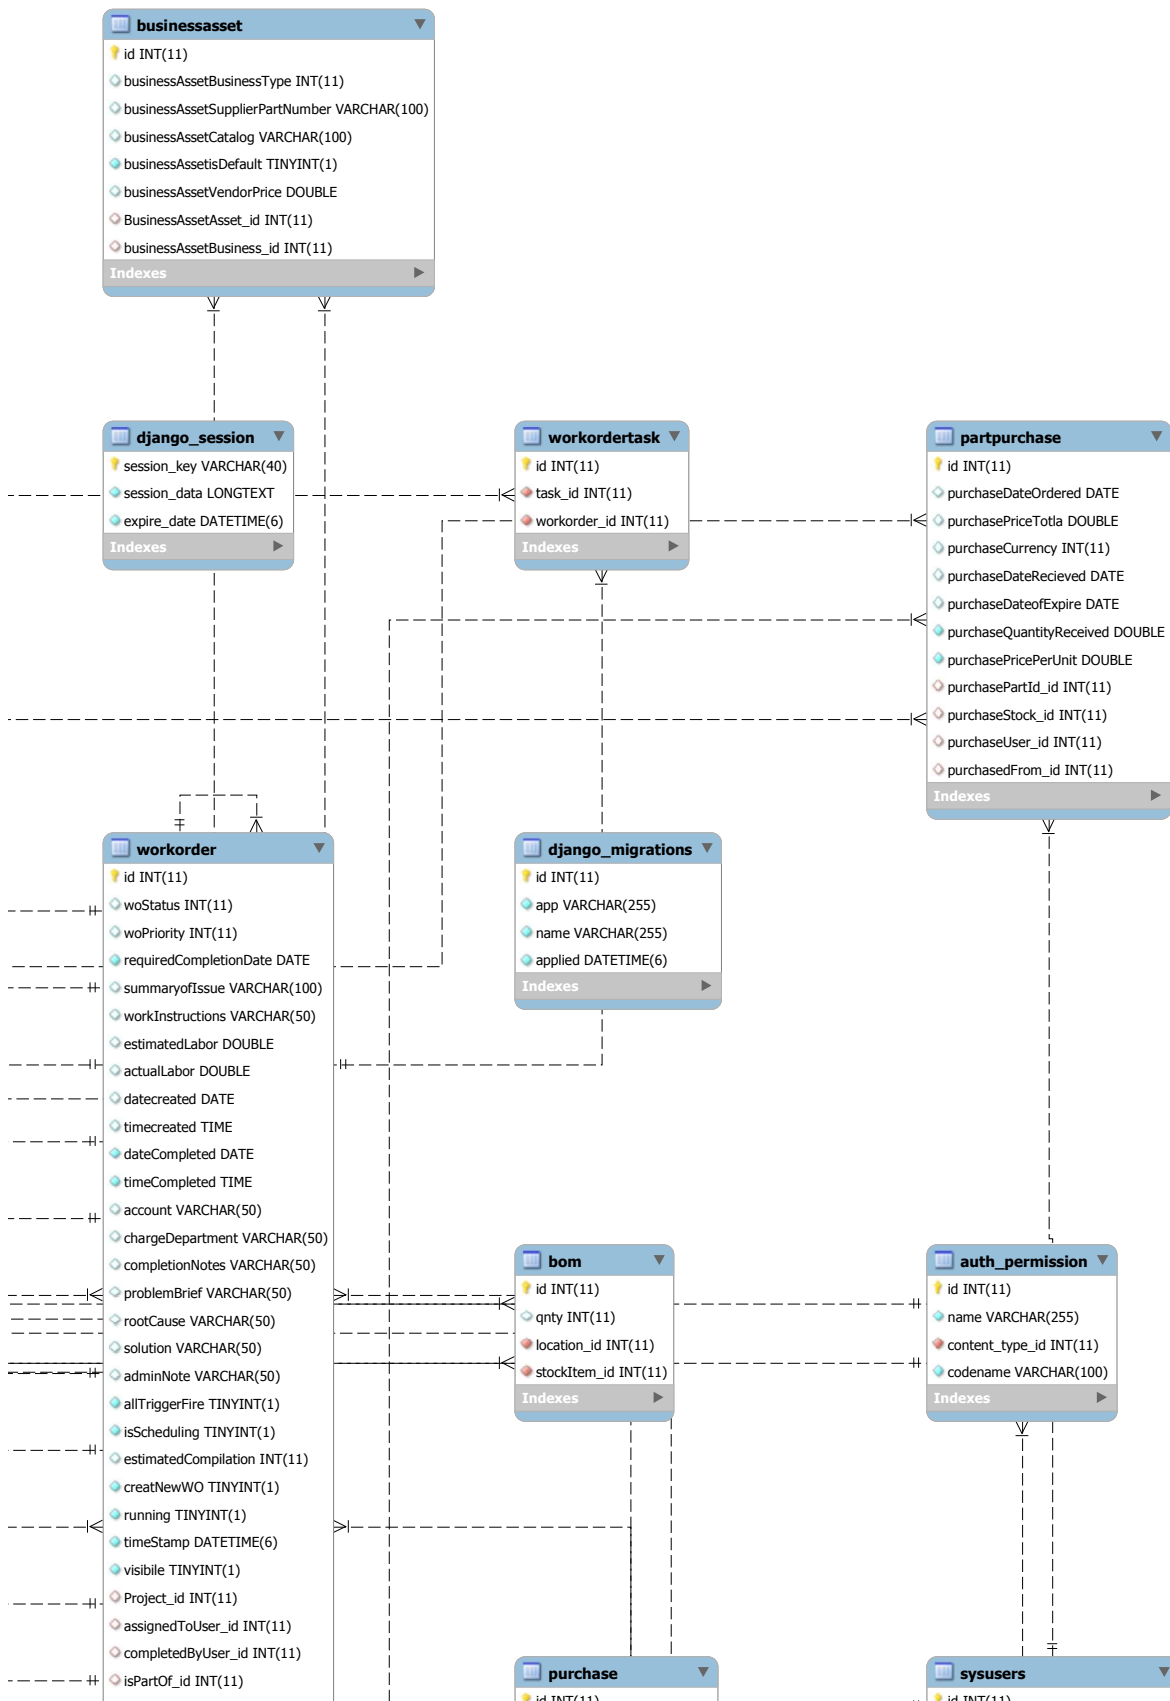 businessasset
id INT(11)
businessAssetBusinessType INT(11)
businessAssetSupplierPartNumber VARCHAR(100)
businessAssetCatalog VARCHAR(100)
businessAssetisDefault TINYINT(1)
businessAssetVendorPrice DOUBLE
BusinessAssetAsset_id INT(11)
businessAssetBusiness_id INT(11)
Indexes
django_session
session_key VARCHAR(40)
session_data LONGTEXT
expire_date DATETIME(6)
Indexes
workordertask
id INT(11)
task_id INT(11)
workorder_id INT(11)
Indexes
partpurchase
id INT(11)
purchaseDateOrdered DATE
purchasePriceTotla DOUBLE
purchaseCurrency INT(11)
purchaseDateRecieved DATE
purchaseDateofExpire DATE
purchaseQuantityReceived DOUBLE
purchasePricePerUnit DOUBLE
purchasePartId_id INT(11)
purchaseStock_id INT(11)
purchaseUser_id INT(11)
purchasedFrom_id INT(11)
Indexes
workorder
id INT(11)
woStatus INT(11)
woPriority INT(11)
requiredCompletionDate DATE
summaryofIssue VARCHAR(100)
workInstructions VARCHAR(50)
estimatedLabor DOUBLE
actualLabor DOUBLE
datecreated DATE
timecreated TIME
dateCompleted DATE
timeCompleted TIME
account VARCHAR(50)
chargeDepartment VARCHAR(50)
completionNotes VARCHAR(50)
problemBrief VARCHAR(50)
rootCause VARCHAR(50)
solution VARCHAR(50)
adminNote VARCHAR(50)
allTriggerFire TINYINT(1)
isScheduling TINYINT(1)
estimatedCompilation INT(11)
creatNewWO TINYINT(1)
running TINYINT(1)
timeStamp DATETIME(6)
visibile TINYINT(1)
Project_id INT(11)
assignedToUser_id INT(11)
completedByUser_id INT(11)
isPartOf_id INT(11)
django_migrations
id INT(11)
app VARCHAR(255)
name VARCHAR(255)
applied DATETIME(6)
Indexes
bom
id INT(11)
qnty INT(11)
location_id INT(11)
stockItem_id INT(11)
Indexes
auth_permission
id INT(11)
name VARCHAR(255)
content_type_id INT(11)
codename VARCHAR(100)
Indexes
purchase
id INT(11)
sysusers
id INT(11)